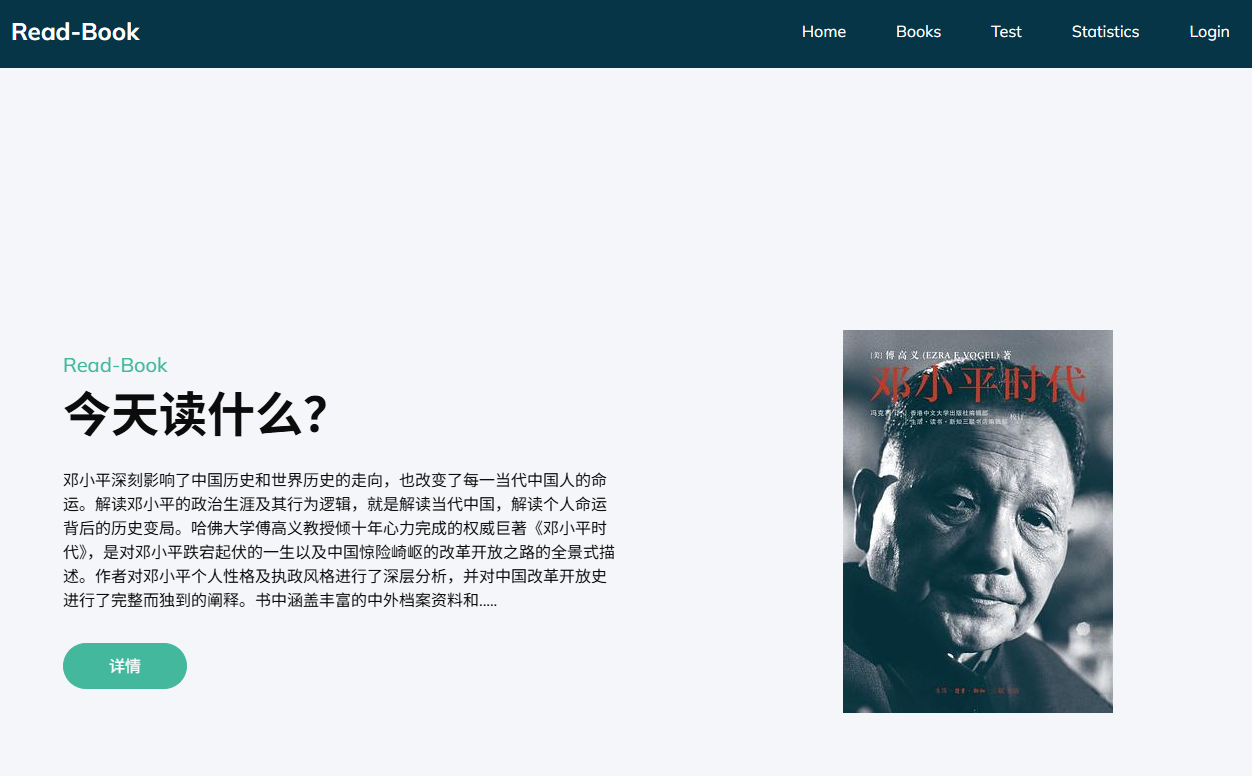 Read-Book
Home
Books
Test
Statistics
Login
Read-Book
今天读什么？
邓小平深刻影响了中国历史和世界历史的走向，也改变了每一当代中国人的命
运。解读邓小平的政治生涯及其行为逻辑，就是解读当代中国，解读个人命运
背后的历史变局。哈佛大学傅高义教授倾十年心力完成的权威巨著《邓小平时
代》，是对邓小平跌宕起伏的一生以及中国惊险崎岖的改革开放之路的全景式描
述。作者对邓小平个人性格及执政风格进行了深层分析，并对中国改革开放史
进行了完整而独到的阐释。书中涵盖丰富的中外档案资料和.....
详情
[美] 傅高义 (EZRA F. VOGEL) 著
邓小平时代
冯克利 译
香港中文大学出版社编辑部
生活·读书·新知三联书店编辑部
校订
生活·读书·新知